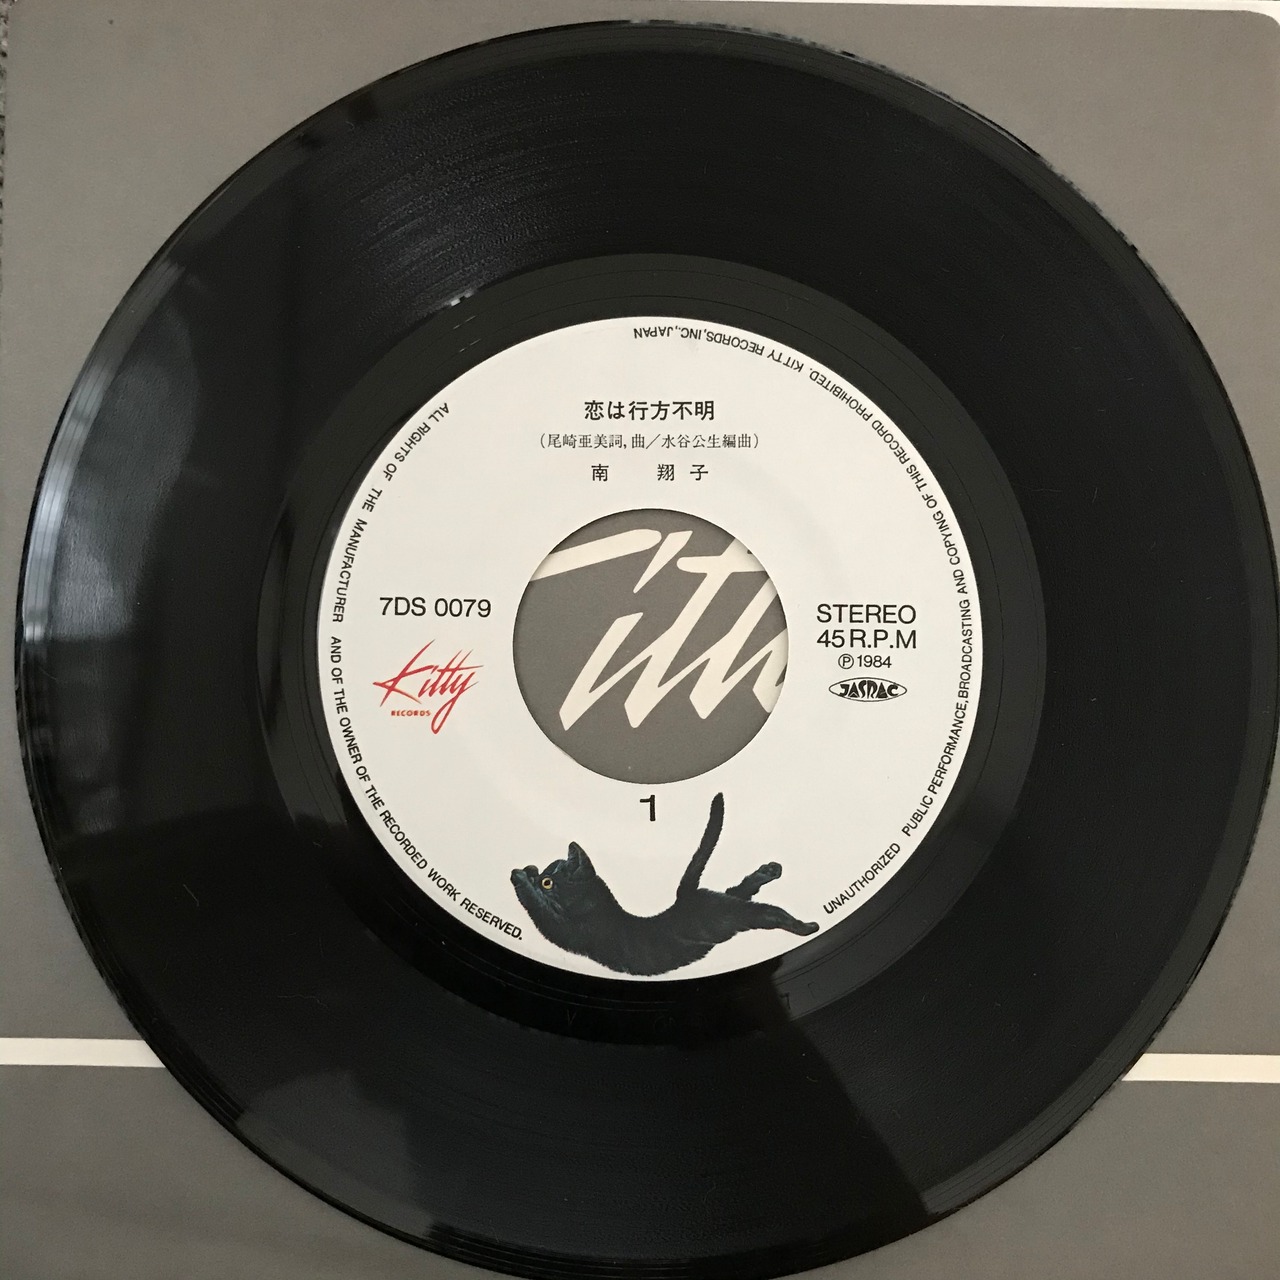 恋は行方不明
(尾崎亜美詞,曲/水谷公生編曲)
南 翔子
7DS 0079
Kitty
RECORDS
STEREO
45 R.P.M
Ⓟ1984
JASRAC
1
ALL RIGHTS OF THE MANUFACTURER AND OF THE OWNER OF THE RECORDED WORK RESERVED.
UNAUTHORIZED PUBLIC PERFORMANCE,BROADCASTING AND COPYING OF THIS RECORD PROHIBITED. KITTY RECORDS,INC.,JAPAN